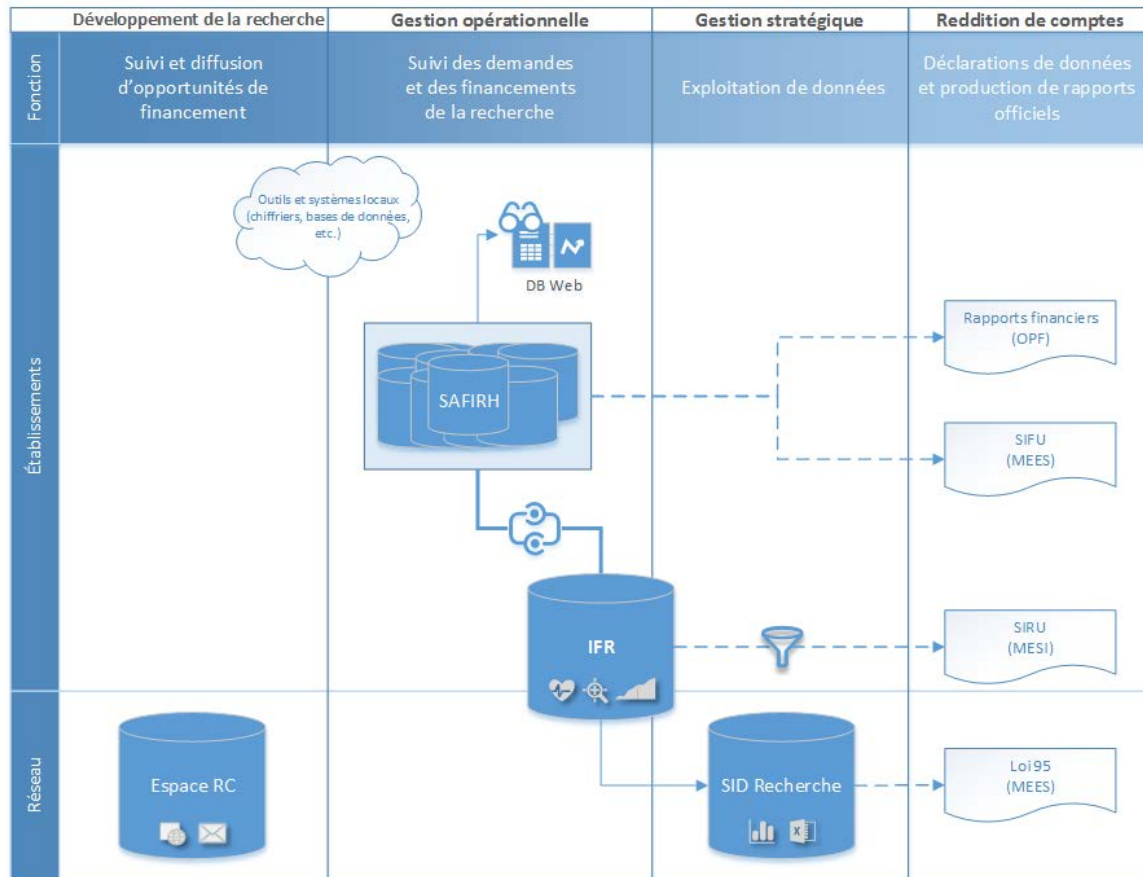 Développement de la recherche
Gestion opérationnelle
Gestion stratégique
Reddition de comptes
Fonction
Suivi et diffusion
d'opportunités de
financement
Suivi des demandes
et des financements
de la recherche
Exploitation de données
Déclarations de données
et production de rapports
officiels
Établissements
Outils et systèmes locaux
(chiffriers, bases de données,
etc.)
DB Web
SAFIRH
Rapports financiers
(OPF)
SIFU
(MEES)
IFR
SIRU
(MESI)
Réseau
Espace RC
SID Recherche
X
Loi 95
(MEES)